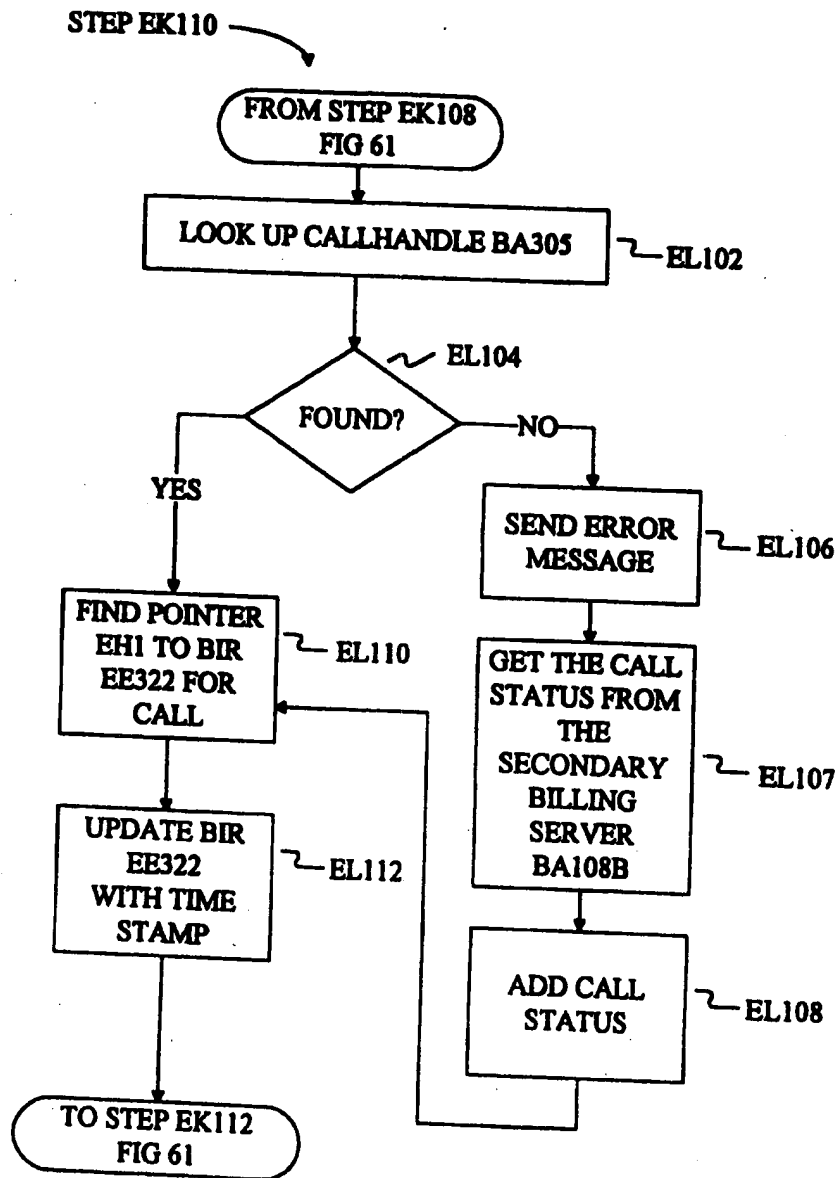 STEP EK110
FROM STEP EK108
FIG 61
LOOK UP CALLHANDLE BA305
EL102
EL104
FOUND?
NO
YES
SEND ERROR
MESSAGE
EL106
FIND POINTER
EH1 TO BIR
EE322 FOR
CALL
EL110
GET THE CALL
STATUS FROM
THE
SECONDARY
BILLING
SERVER
BA108B
EL107
UPDATE BIR
EE322
WITH TIME
STAMP
EL112
ADD CALL
STATUS
EL108
TO STEP EK112
FIG 61